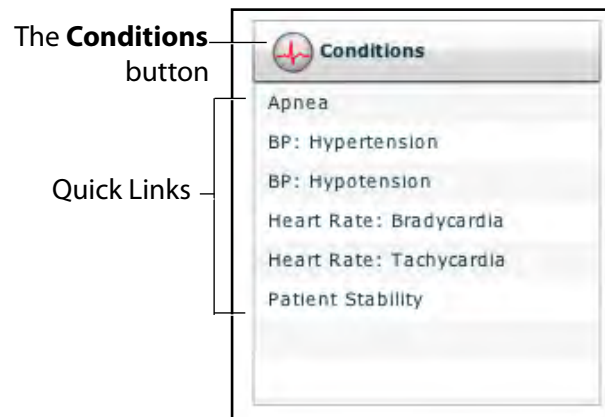 The Conditions
button
Conditions
Apnea
BP: Hypertension
BP: Hypotension
Quick Links
Heart Rate: Bradycardia
Heart Rate: Tachycardia
Patient Stability